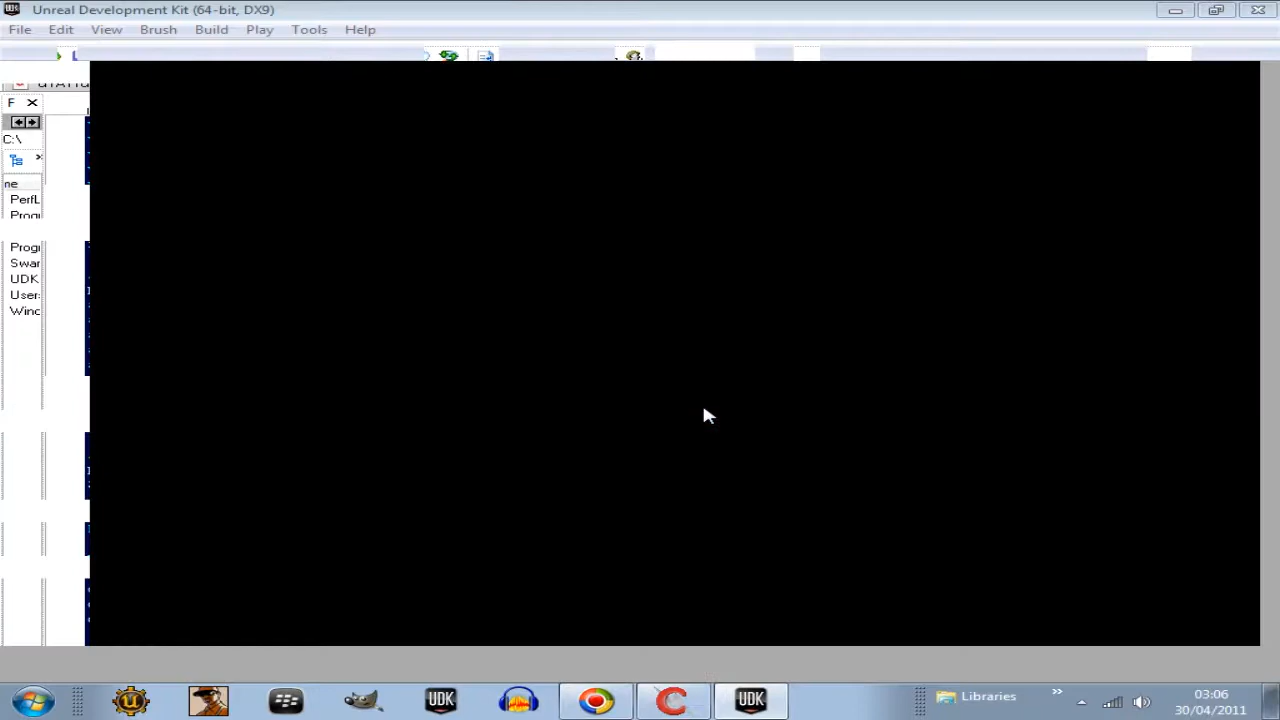 Unreal Development Kit (64-bit, DX9)
File Edit View Brush Build Play Tools Help
F
C:\
me
PerfL
Progr
Progr
Swar
UDK
User
Winc
UDK
UDK
Libraries
03:06
30/04/2011